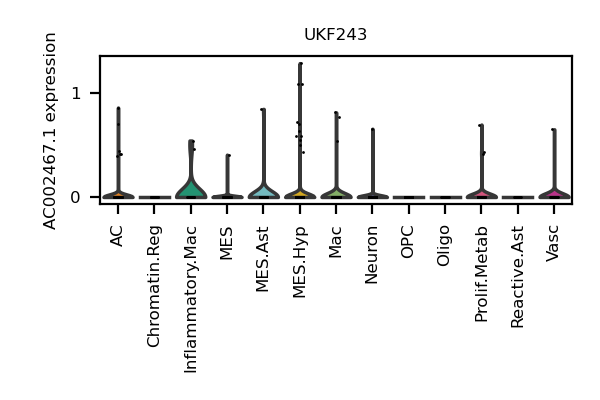 UKF243
AC002467.1 expression
1
0
AC
Chromatin.Reg
Inflammatory.Mac
MES
MES.Ast
MES.Hyp
Mac
Neuron
OPC
Oligo
Prolif.Metab
Reactive.Ast
Vasc